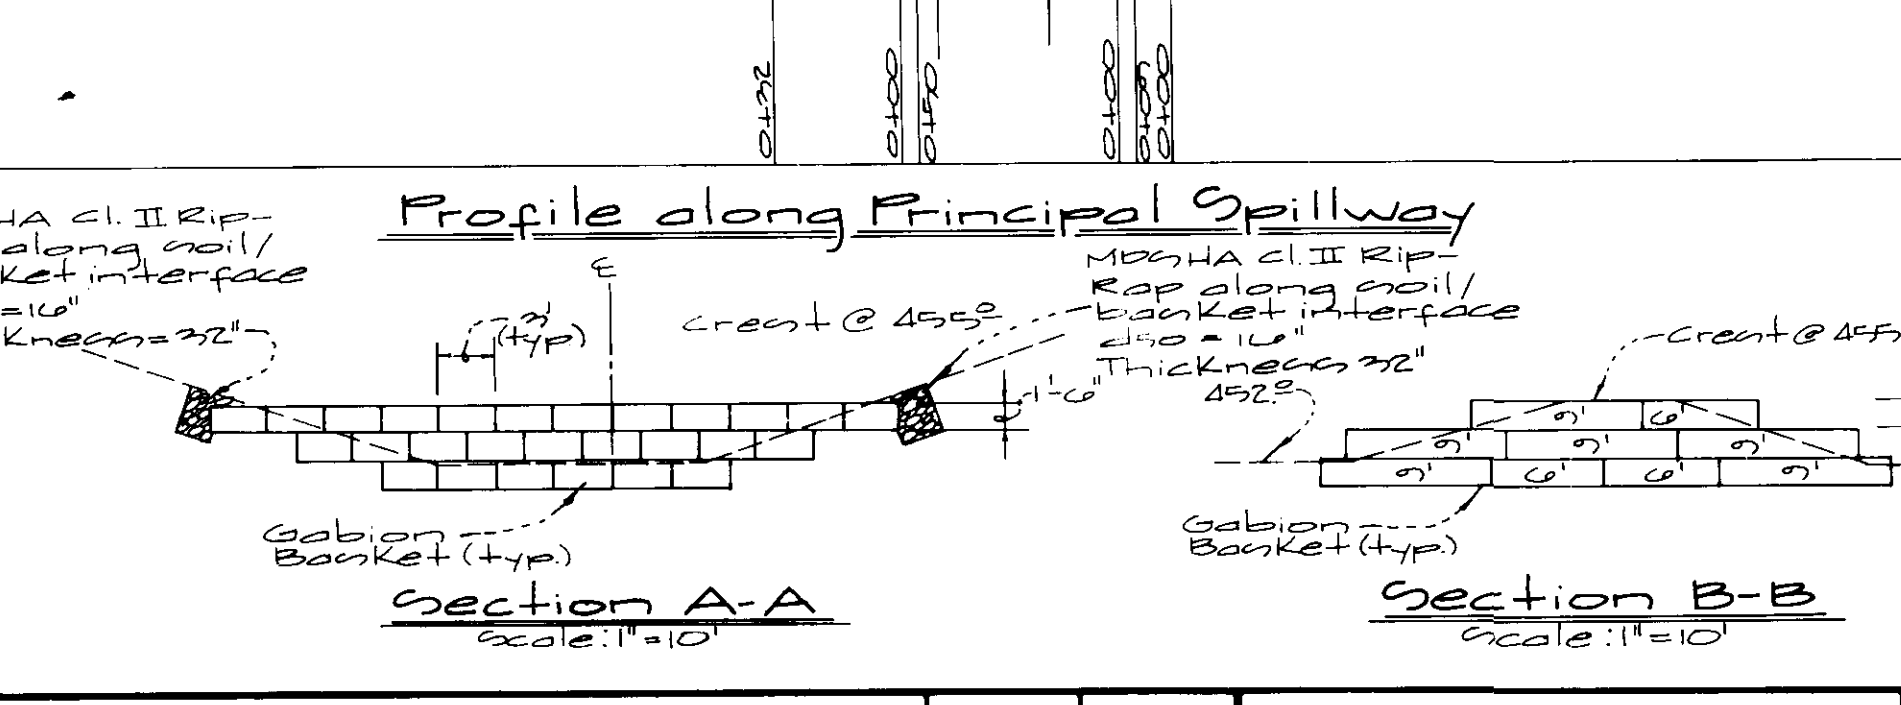 0+32
0+00
0+50
0+00
0+00
Profile along Principal Spillway
HA Cl. II Rip-
along soil/
ket interface
=16"
kness=32"
℄
3'
(typ)
Crest @ 455.0
MDSHA Cl. II Rip-
Rap along soil/
basket interface
d50 = 16"
Thickness 32"
1'-6"
452.0
Crest @ 455
9' 6'
9' 9' 9'
9' 6' 6' 9'
Gabion
Basket (typ.)
Gabion
Basket (typ.)
Section A-A
Scale: 1"=10'
Section B-B
Scale: 1"=10'